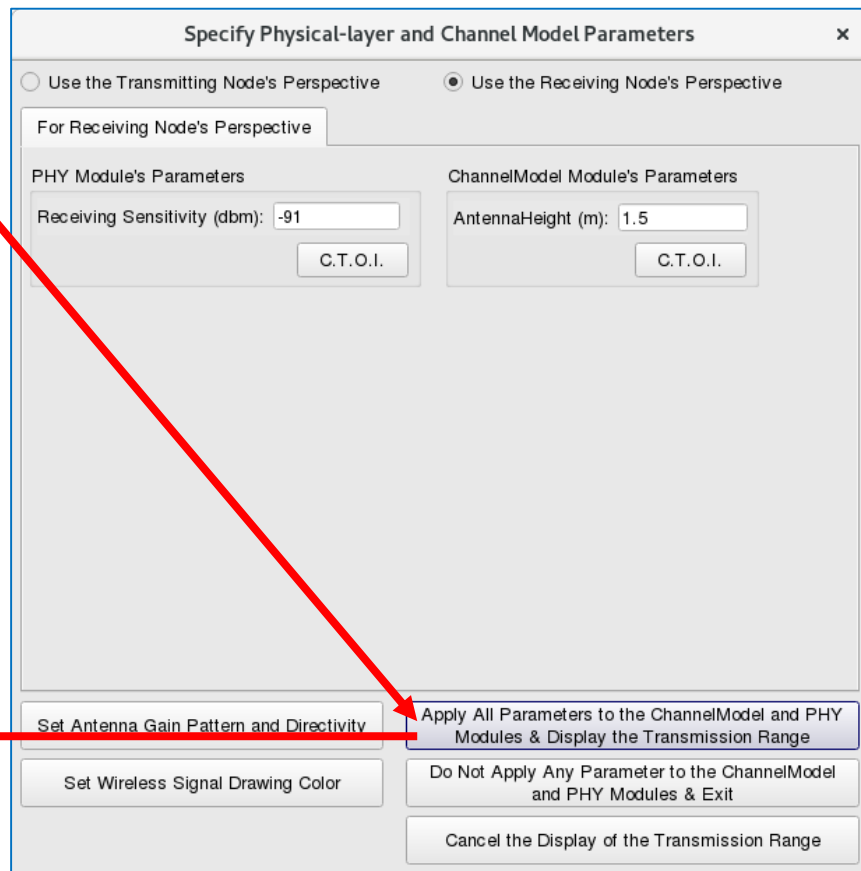 Specify Physical-layer and Channel Model Parameters ×
Use the Transmitting Node's Perspective
Use the Receiving Node's Perspective
For Receiving Node's Perspective
PHY Module's Parameters
Receiving Sensitivity (dbm): -91
C.T.O.I.
ChannelModel Module's Parameters
AntennaHeight (m): 1.5
C.T.O.I.
Set Antenna Gain Pattern and Directivity
Apply All Parameters to the ChannelModel and PHY
Modules & Display the Transmission Range
Set Wireless Signal Drawing Color
Do Not Apply Any Parameter to the ChannelModel
and PHY Modules & Exit
Cancel the Display of the Transmission Range